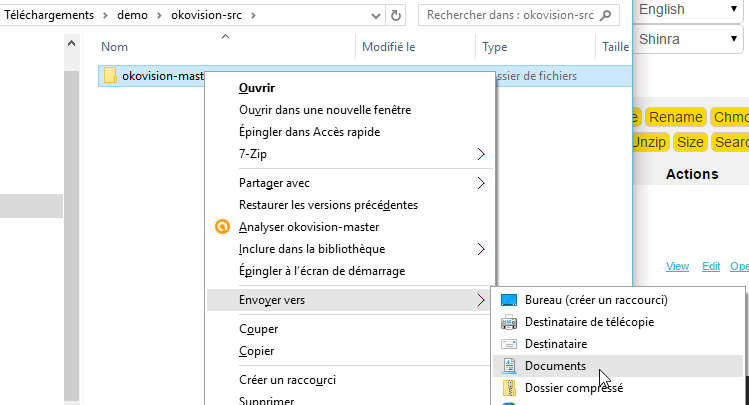 Téléchargements > demo > okovision-src >
Rechercher dans : okovision-src
English
Shinra
Nom Modifié le Type Taille
okovision-mast
ssier de fichiers
Ouvrir
Ouvrir dans une nouvelle fenêtre
Épingler dans Accès rapide
7-Zip
Partager avec
Restaurer les versions précédentes
Analyser okovision-master
Inclure dans la bibliothèque
Épingler à l'écran de démarrage
Envoyer vers
Couper
Copier
Créer un raccourci
Supprimer
Bureau (créer un raccourci)
Destinataire de télécopie
Destinataire
Documents
Dossier compressé
e Rename Chmo
Unzip Size Searc
Actions
View Edit Ope